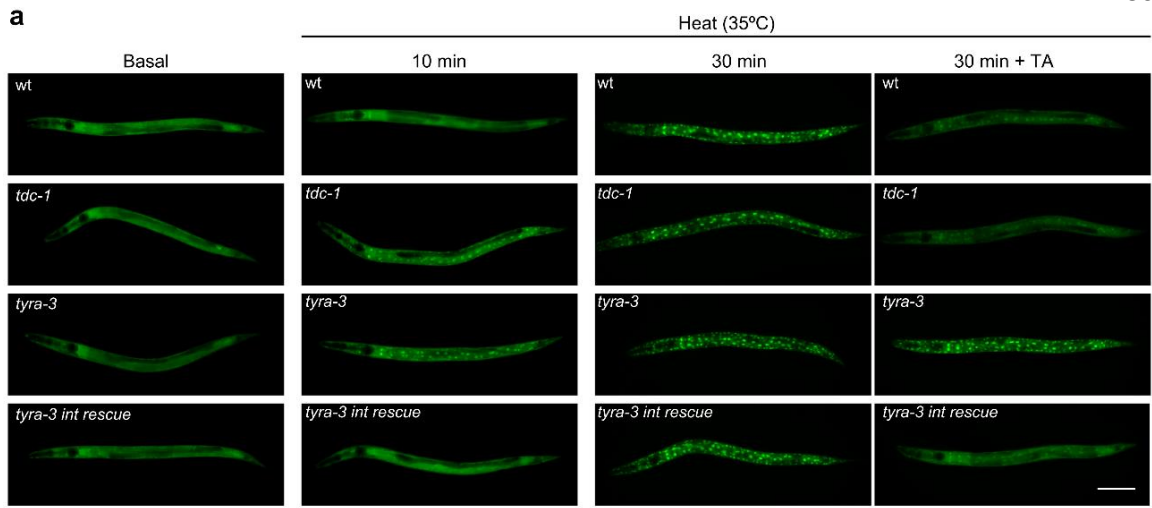 a
Heat (35ºC)
Basal
10 min
30 min
30 min + TA
wt
wt
wt
wt
tdc-1
tdc-1
tdc-1
tdc-1
tyra-3
tyra-3
tyra-3
tyra-3
tyra-3 int rescue
tyra-3 int rescue
tyra-3 int rescue
tyra-3 int rescue